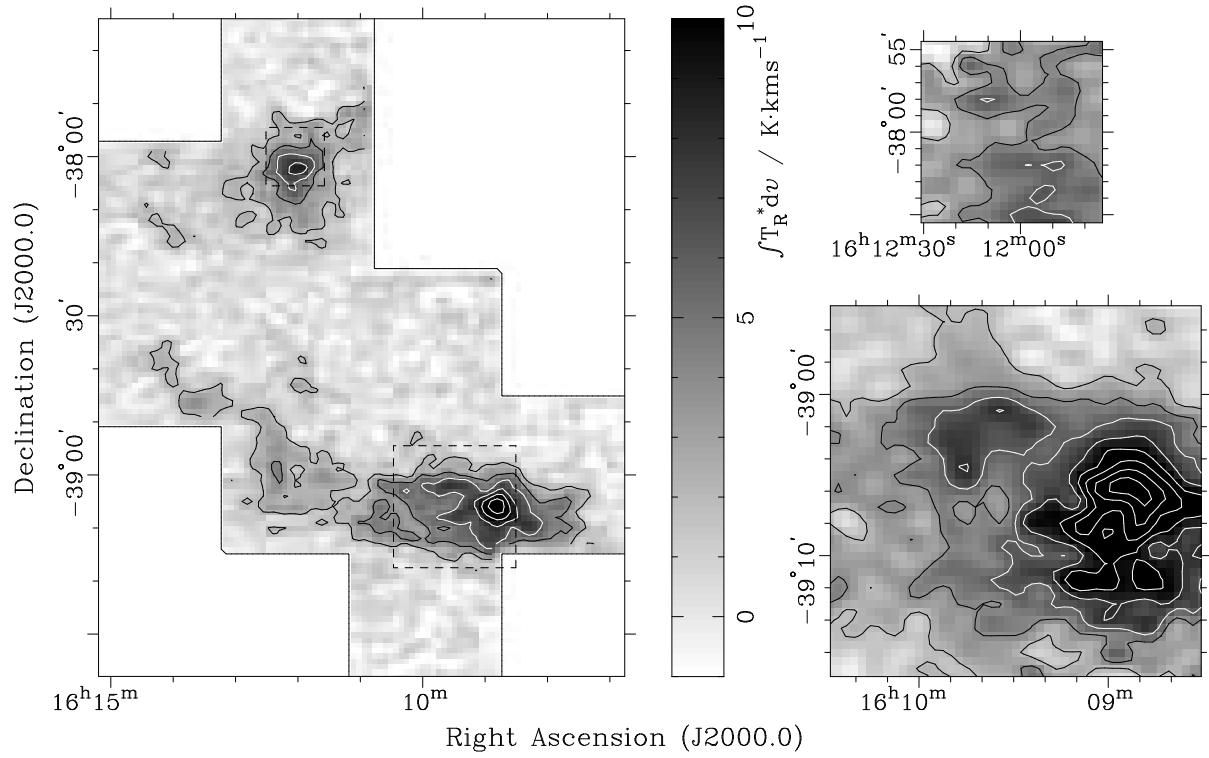 Declination (J2000.0)
−38°00′
30′
−39°00′
16ʰ15ᵐ
10ᵐ
Right Ascension (J2000.0)
10
5
0
∫T_R*dv / K·kms⁻¹
55′
−38°00′
16ʰ12ᵐ30ˢ
12ᵐ00ˢ
−39°00′
−39°10′
16ʰ10ᵐ
09ᵐ